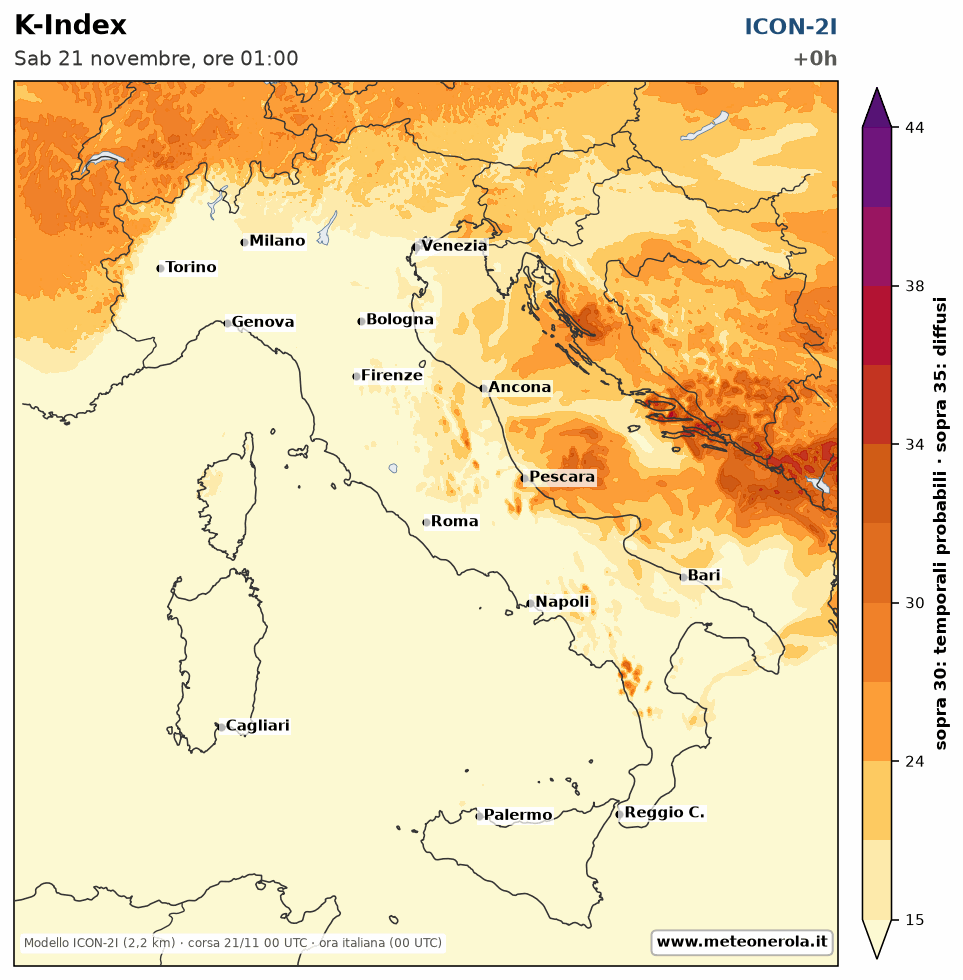 K-Index
ICON-2I
Sab 21 novembre, ore 01:00
+0h
Milano
Venezia
Torino
Genova
Bologna
Firenze
Ancona
Pescara
Roma
Bari
Napoli
Cagliari
Palermo
Reggio C.
44
38
34
30
24
15
sopra 30: temporali probabili · sopra 35: diffusi
Modello ICON-2I (2,2 km) · corsa 21/11 00 UTC · ora italiana (00 UTC)
www.meteonerola.it